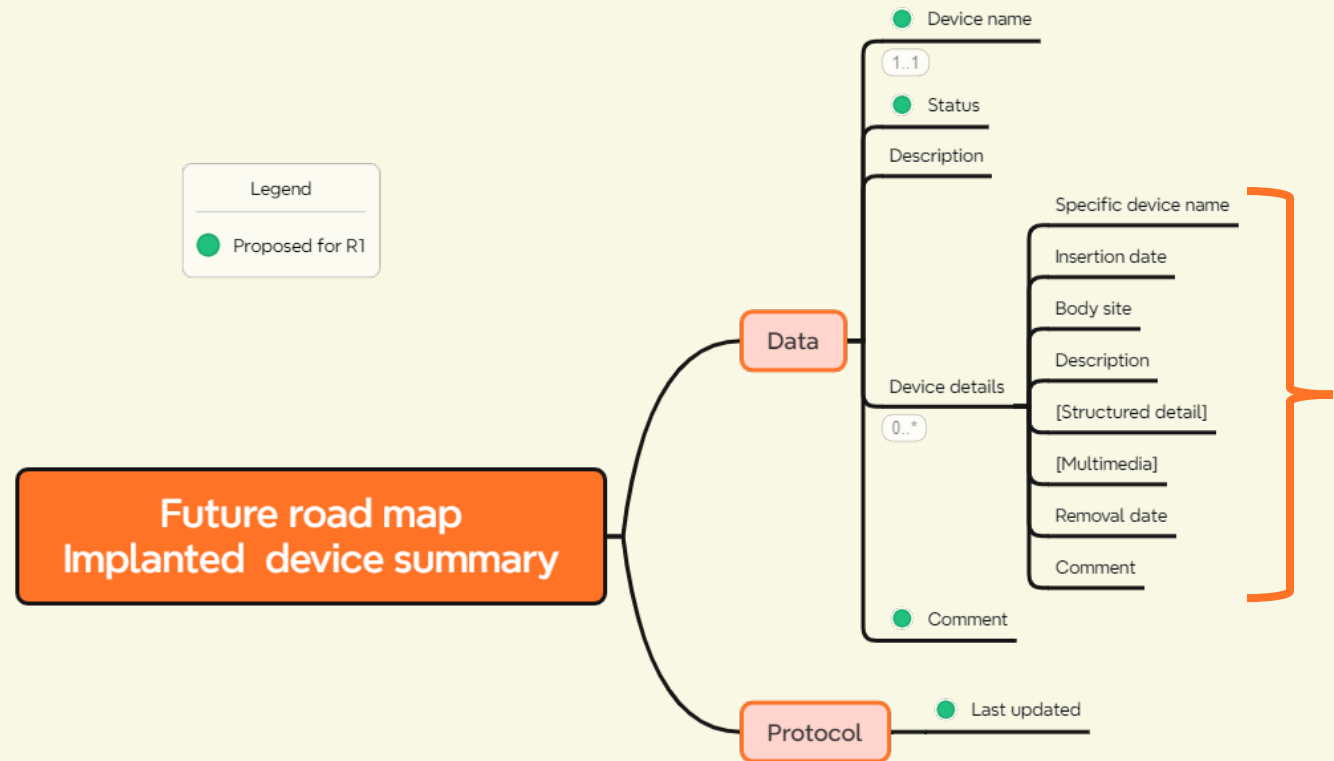 Device name
1..1
Status
Description
Legend
Proposed for R1
Specific device name
Insertion date
Body site
Description
[Structured detail]
[Multimedia]
Removal date
Comment
Data
Device details
0..*
Future road map
Implanted device summary
Comment
Protocol
Last updated